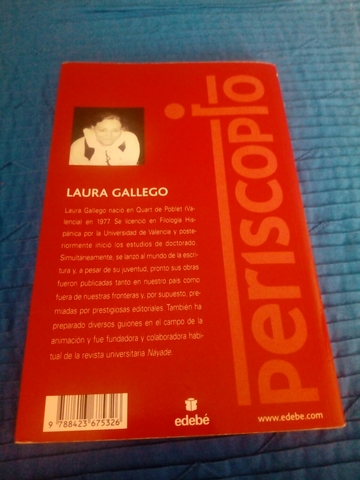 LAURA GALLEGO
Laura Gallego nació en Quart de Poblet (Va-
lencia) en 1977. Se licenció en Filología His-
pánica por la Universidad de Valencia y poste-
riormente inició los estudios de doctorado.
Simultáneamente, se lanzó al mundo de la escri-
tura y, a pesar de su juventud, pronto sus obras
fueron publicadas tanto en nuestro país como
fuera de nuestras fronteras y, por supuesto, pre-
miadas por prestigiosas editoriales. También ha
preparado diversos guiones en el campo de la
animación y fue fundadora y colaboradora habi-
tual de la revista universitaria Náyade.
periscopio
edebé
www.edebe.com
9 788423 675326